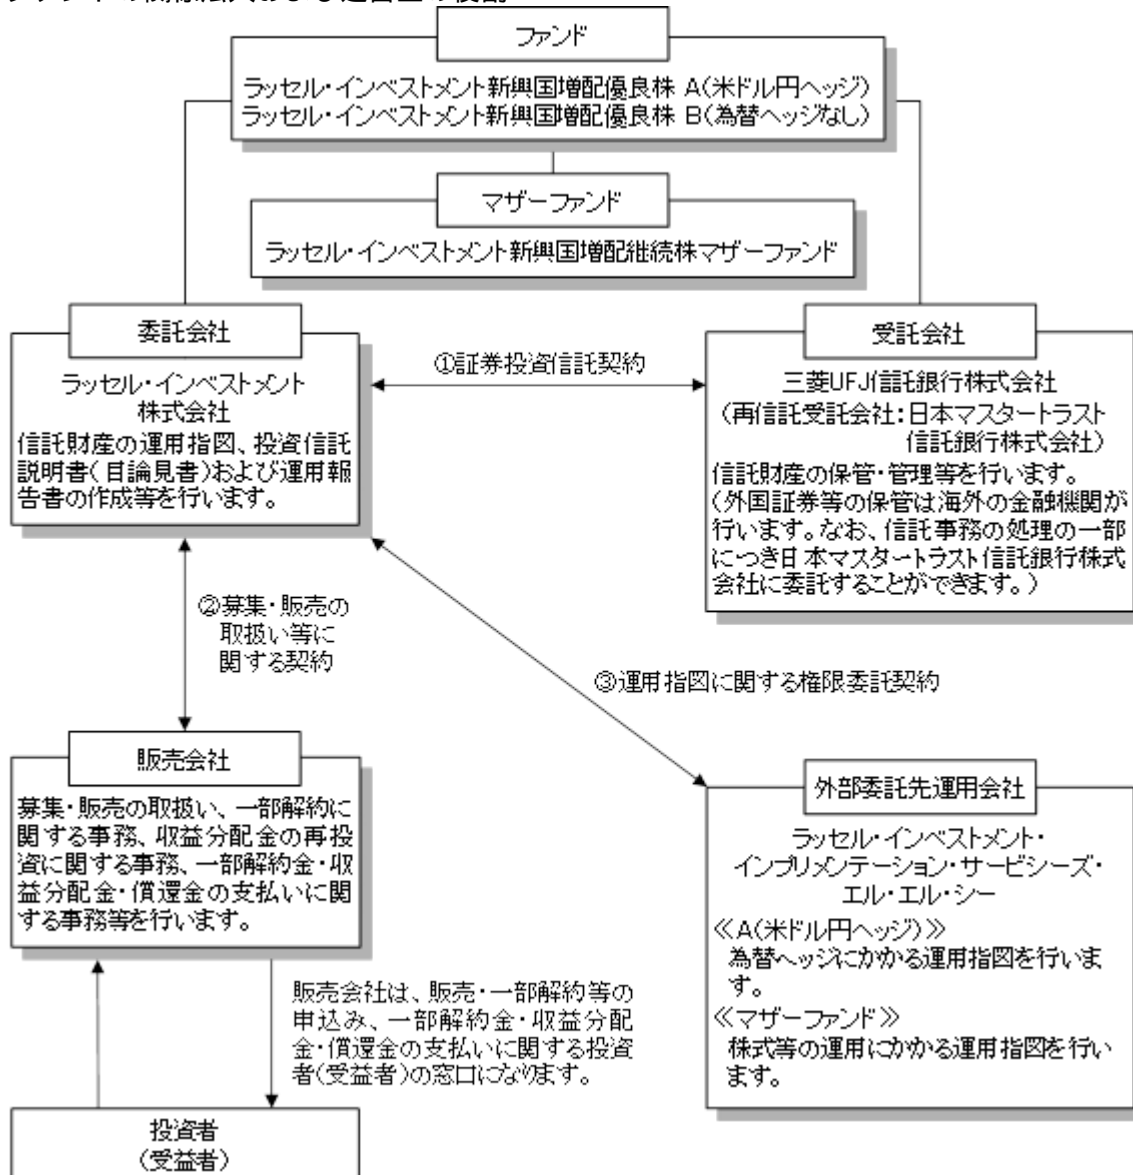 ファンドの関係法人および運営上の役割
ファンド
ラッセル・インベストメント新興国増配優良株 A(米ドル円ヘッジ)
ラッセル・インベストメント新興国増配優良株 B(為替ヘッジなし)
マザーファンド
ラッセル・インベストメント新興国増配継続株マザーファンド
委託会社
ラッセル・インベストメント
株式会社
信託財産の運用指図、投資信託
説明書(目論見書)および運用報
告書の作成等を行います。
①証券投資信託契約
受託会社
三菱UFJ信託銀行株式会社
(再信託受託会社:日本マスタートラスト
信託銀行株式会社)
信託財産の保管・管理等を行います。
(外国証券等の保管は海外の金融機関が
行います。なお、信託事務の処理の一部
につき日本マスタートラスト信託銀行株式
会社に委託することができます。)
②募集・販売の
取扱い等に
関する契約
③運用指図に関する権限委託契約
販売会社
募集・販売の取扱い、一部解約に
関する事務、収益分配金の再投
資に関する事務、一部解約金・収
益分配金・償還金の支払いに関
する事務等を行います。
外部委託先運用会社
ラッセル・インベストメント・
インプリメンテーション・サービシーズ・
エル・エル・シー
≪A(米ドル円ヘッジ)≫
為替ヘッジにかかる運用指図を行いま
す。
≪マザーファンド≫
株式等の運用にかかる運用指図を行い
ます。
販売会社は、販売・一部解約等の
申込み、一部解約金・収益分配
金・償還金の支払いに関する投資
者(受益者)の窓口になります。
投資者
(受益者)